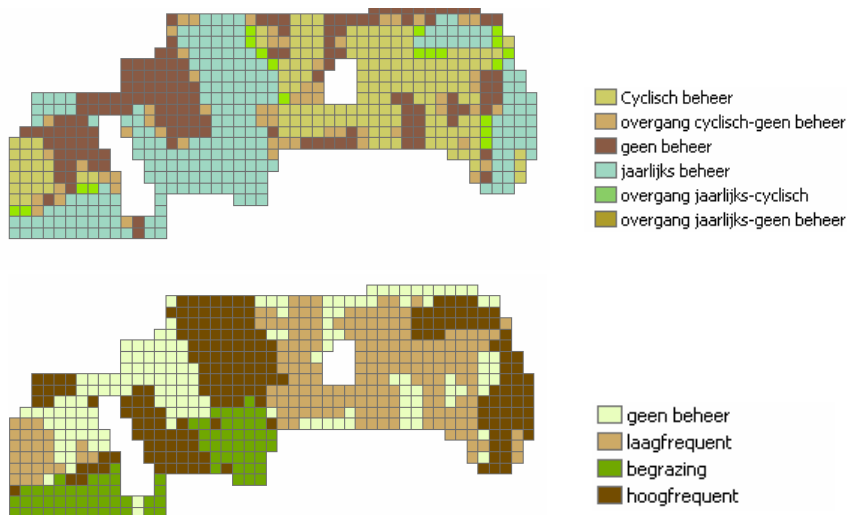 Cyclisch beheer
overgang cyclisch-geen beheer
geen beheer
jaarlijks beheer
overgang jaarlijks-cyclisch
overgang jaarlijks-geen beheer
geen beheer
laagfrequent
begrazing
hoogfrequent